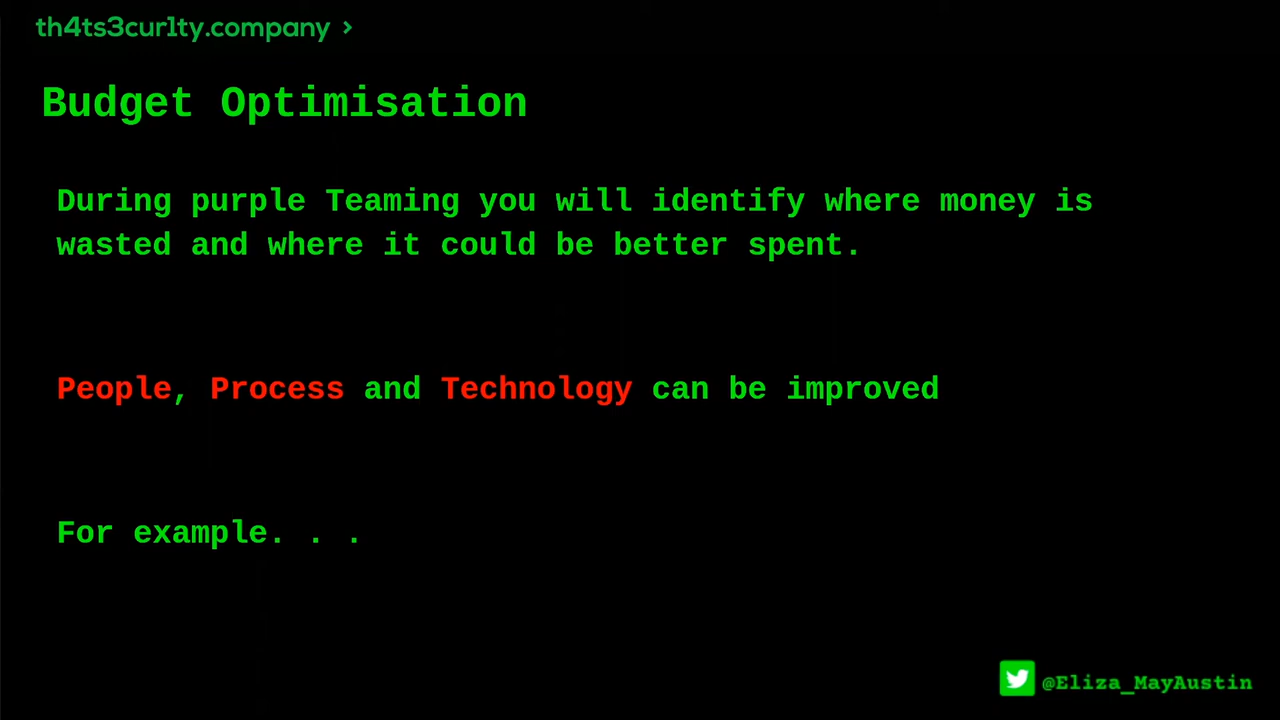 th4ts3cur1ty.company >
Budget Optimisation
During purple Teaming you will identify where money is
wasted and where it could be better spent.
People, Process and Technology can be improved
For example. . .
@Eliza_MayAustin